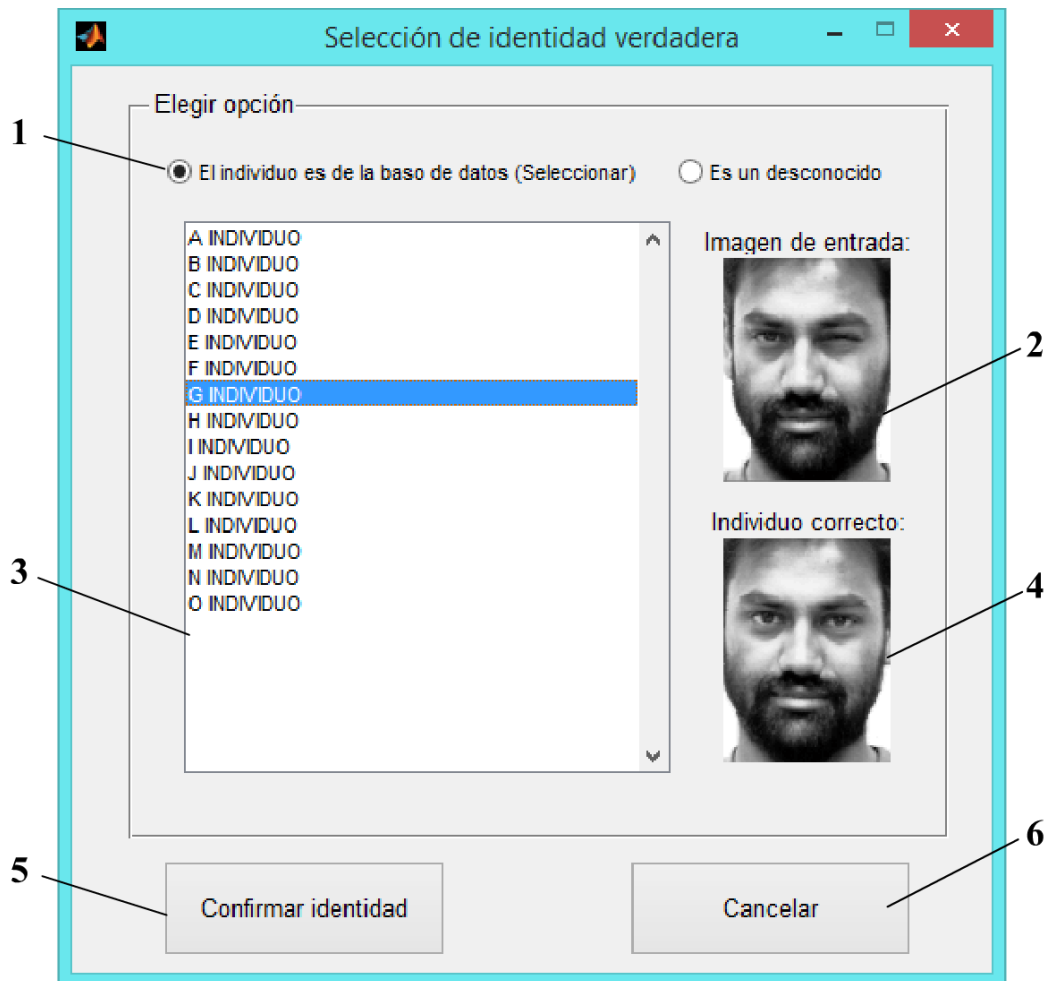 Selección de identidad verdadera
Elegir opción
1
El individuo es de la baso de datos (Seleccionar)
Es un desconocido
A INDIVIDUO
B INDIVIDUO
C INDIVIDUO
D INDIVIDUO
E INDIVIDUO
F INDIVIDUO
G INDIVIDUO
H INDIVIDUO
I INDIVIDUO
J INDIVIDUO
K INDIVIDUO
L INDIVIDUO
M INDIVIDUO
N INDIVIDUO
O INDIVIDUO
3
Imagen de entrada:
2
Individuo correcto:
4
5
Confirmar identidad
Cancelar
6